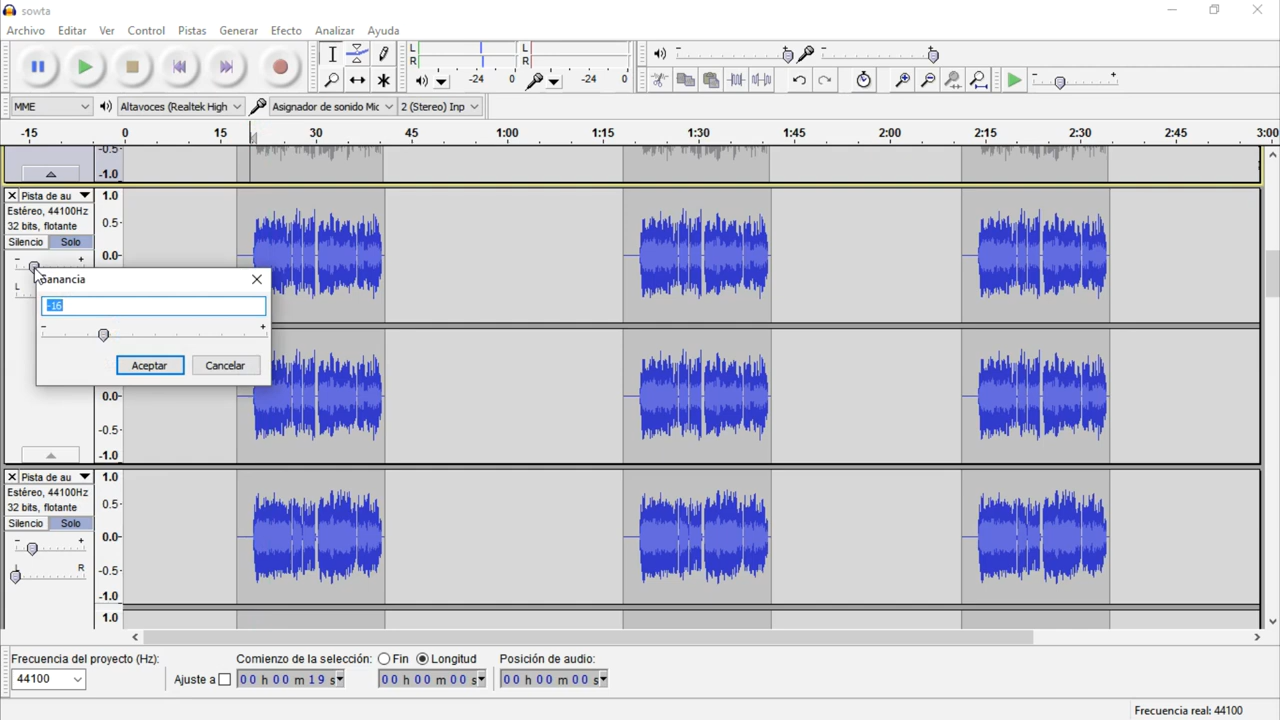 sowta
Archivo Editar Ver Control Pistas Generar Efecto Analizar Ayuda
L
R
-24 0
L
R
-24 0
MME Altavoces (Realtek High Asignador de sonido Mic 2 (Stereo) Inp
-15 0 15 30 45 1:00 1:15 1:30 1:45 2:00 2:15 2:30 2:45 3:00
-0.5
-1.0
Pista de au 1.0
Estéreo, 44100Hz
32 bits, flotante
0.5
Silencio Solo
0.0
- +
L
Ganancia
-16
- +
Aceptar Cancelar
0.0
-0.5
-1.0
Pista de au 1.0
Estéreo, 44100Hz
32 bits, flotante
0.5
Silencio Solo
0.0
- +
L R
-0.5
-1.0
1.0
Frecuencia del proyecto (Hz): Comienzo de la selección: Fin Longitud Posición de audio:
44100 Ajuste a 00 h 00 m 19 s 00 h 00 m 00 s 00 h 00 m 00 s
Frecuencia real: 44100